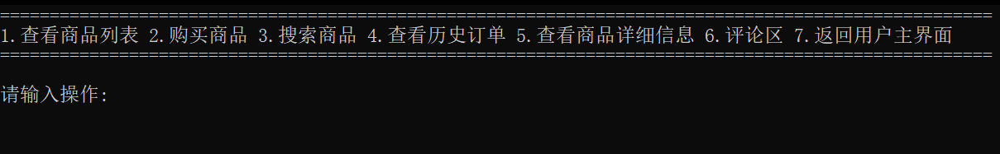 ====================================================================================================
1.查看商品列表 2.购买商品 3.搜索商品 4.查看历史订单 5.查看商品详细信息 6.评论区 7.返回用户主界面
====================================================================================================
请输入操作: